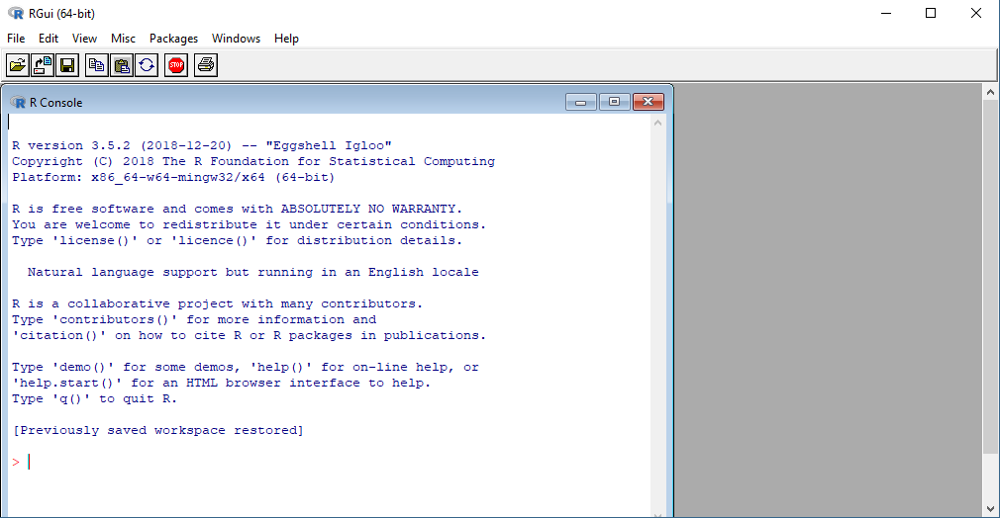 RGui (64-bit)
File Edit View Misc Packages Windows Help
STOP
R Console
R version 3.5.2 (2018-12-20) -- "Eggshell Igloo"
Copyright (C) 2018 The R Foundation for Statistical Computing
Platform: x86_64-w64-mingw32/x64 (64-bit)
R is free software and comes with ABSOLUTELY NO WARRANTY.
You are welcome to redistribute it under certain conditions.
Type 'license()' or 'licence()' for distribution details.
Natural language support but running in an English locale
R is a collaborative project with many contributors.
Type 'contributors()' for more information and
'citation()' on how to cite R or R packages in publications.
Type 'demo()' for some demos, 'help()' for on-line help, or
'help.start()' for an HTML browser interface to help.
Type 'q()' to quit R.
[Previously saved workspace restored]
>